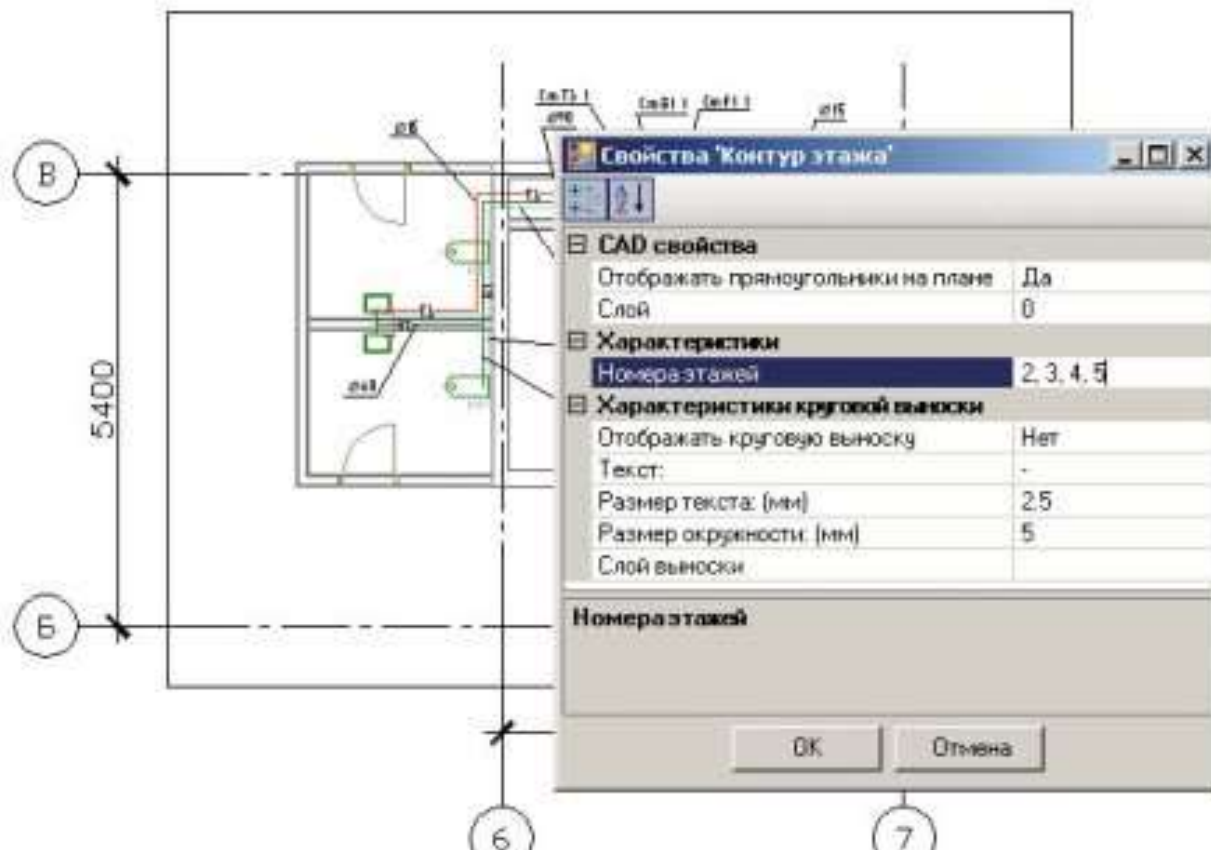 ø15
В
Свойства 'Контур этажа'
CAD свойства
Отображать прямоугольники на плане Да
Слой 0
Характеристики
Номера этажей 2, 3, 4, 5
Характеристики круговой выноски
Отображать круговую выноску Нет
Текст: -
Размер текста: (мм) 2.5
Размер окружности: (мм) 5
Слой выноски
5400
Номера этажей
Б
OK Отмена
6 7